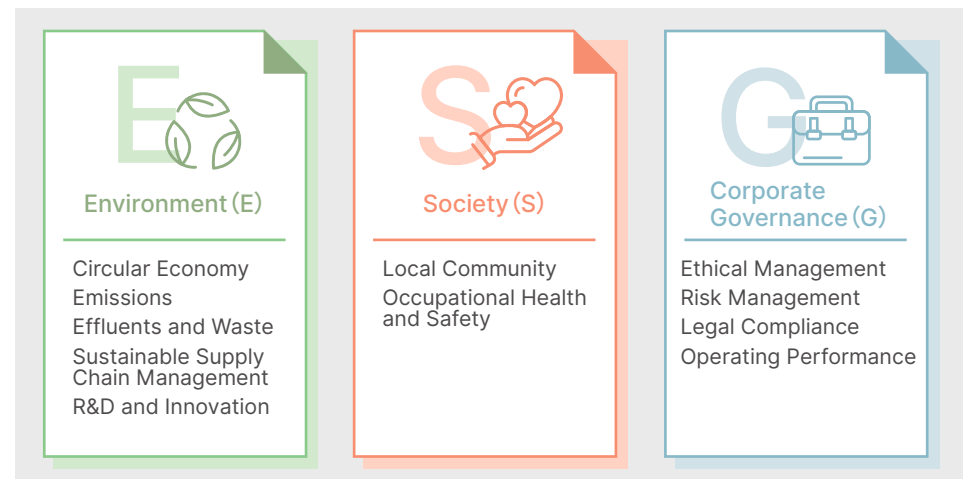 E
Environment (E)
Circular Economy
Emissions
Effluents and Waste
Sustainable Supply
Chain Management
R&D and Innovation
S
Society (S)
Local Community
Occupational Health
and Safety
G
Corporate
Governance (G)
Ethical Management
Risk Management
Legal Compliance
Operating Performance